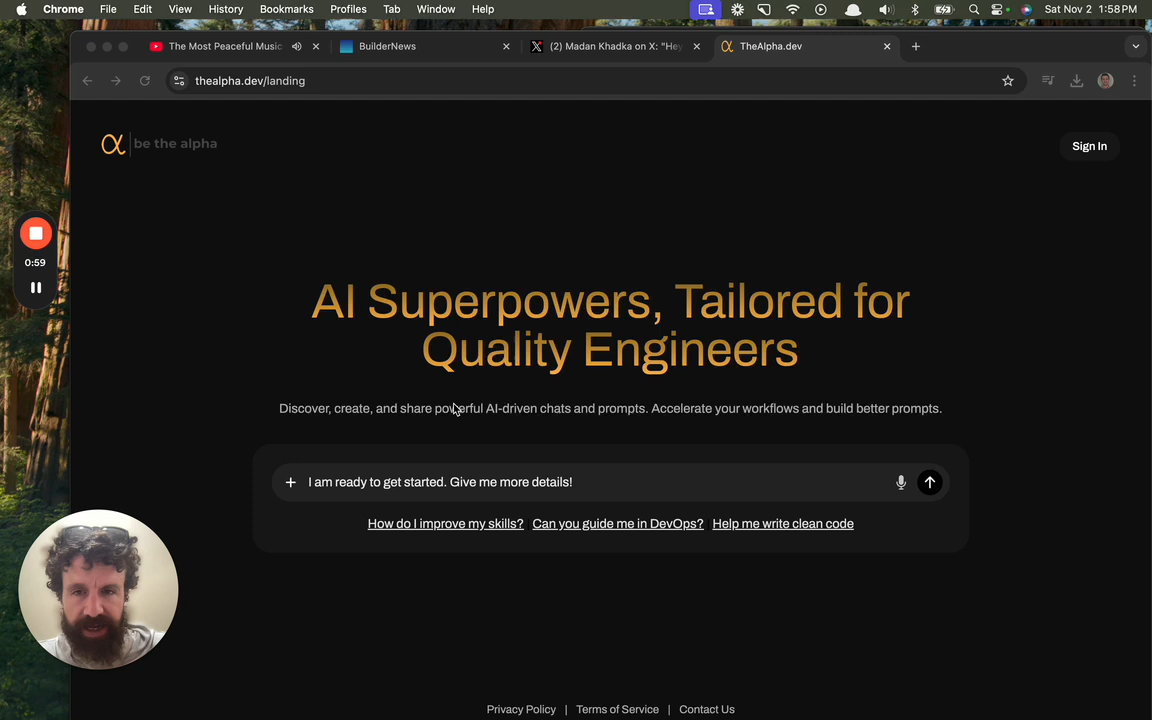 Chrome File Edit View History Bookmarks Profiles Tab Window Help Sat Nov 2 1:58 PM
The Most Peaceful Music BuilderNews (2) Madan Khadka on X: "Hey TheAlpha.dev
thealpha.dev/landing
α be the alpha Sign In
0:59
AI Superpowers, Tailored for
Quality Engineers
Discover, create, and share powerful AI-driven chats and prompts. Accelerate your workflows and build better prompts.
I am ready to get started. Give me more details!
How do I improve my skills? Can you guide me in DevOps? Help me write clean code
Privacy Policy | Terms of Service | Contact Us